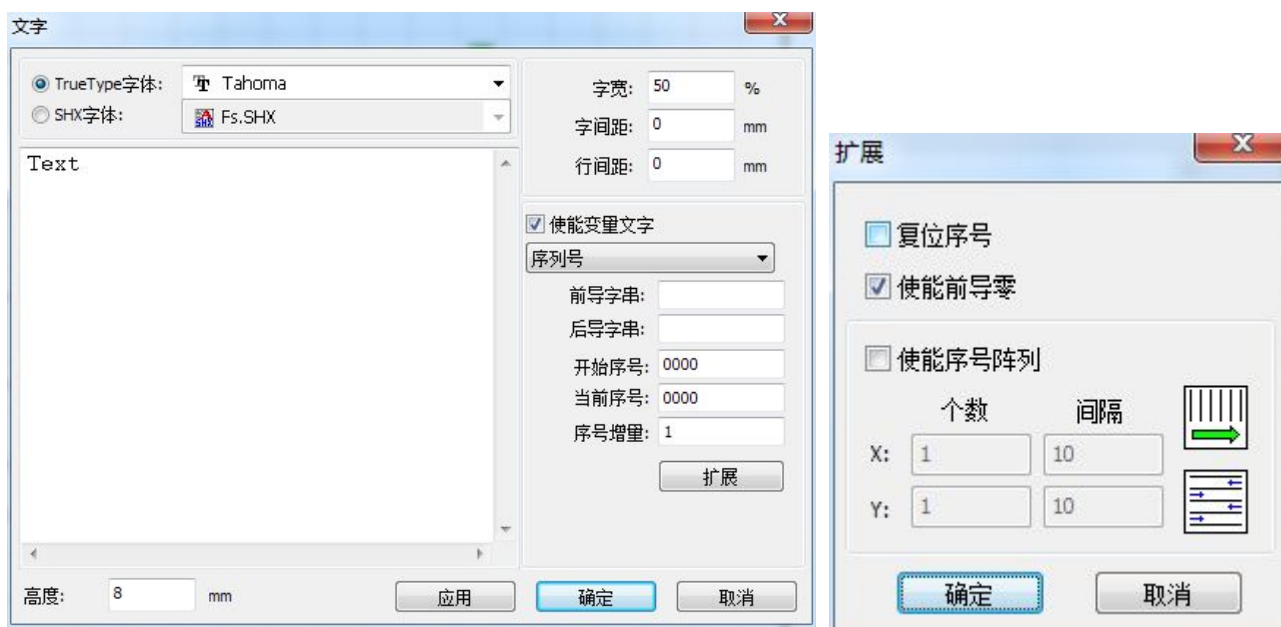 文字
TrueType字体: Tahoma
SHX字体: Fs.SHX
Text
字宽: 50 %
字间距: 0 mm
行间距: 0 mm
使能变量文字
序列号
前导字串:
后导字串:
开始序号: 0000
当前序号: 0000
序号增量: 1
扩展
高度: 8 mm
应用 确定 取消
扩展
复位序号
使能前导零
使能序号阵列
个数 间隔
X: 1 10
Y: 1 10
确定 取消